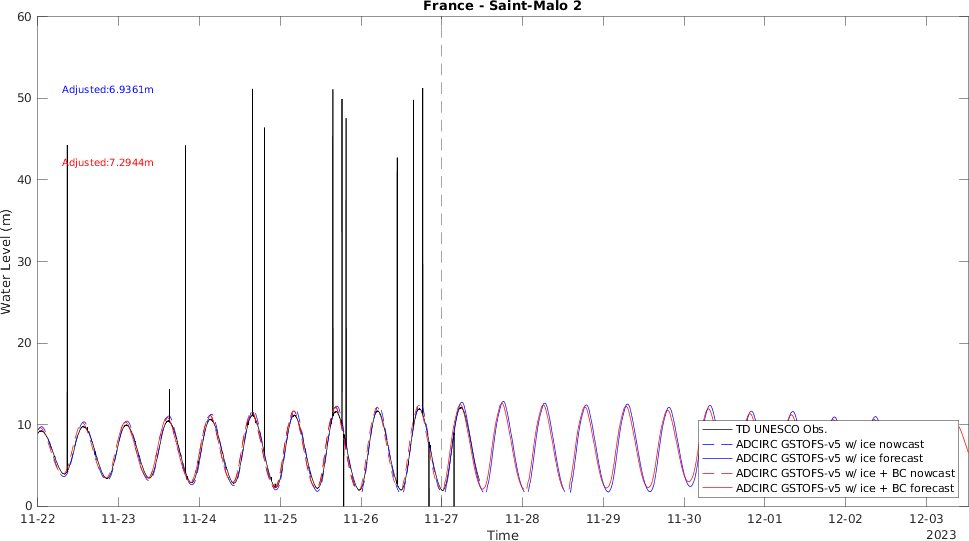 France - Saint-Malo 2
60
50
40
30
20
10
0
Water Level (m)
Adjusted:6.9361m
Adjusted:7.2944m
TD UNESCO Obs.
ADCIRC GSTOFS-v5 w/ ice nowcast
ADCIRC GSTOFS-v5 w/ ice forecast
ADCIRC GSTOFS-v5 w/ ice + BC nowcast
ADCIRC GSTOFS-v5 w/ ice + BC forecast
11-22 11-23 11-24 11-25 11-26 11-27 11-28 11-29 11-30 12-01 12-02 12-03
Time
2023